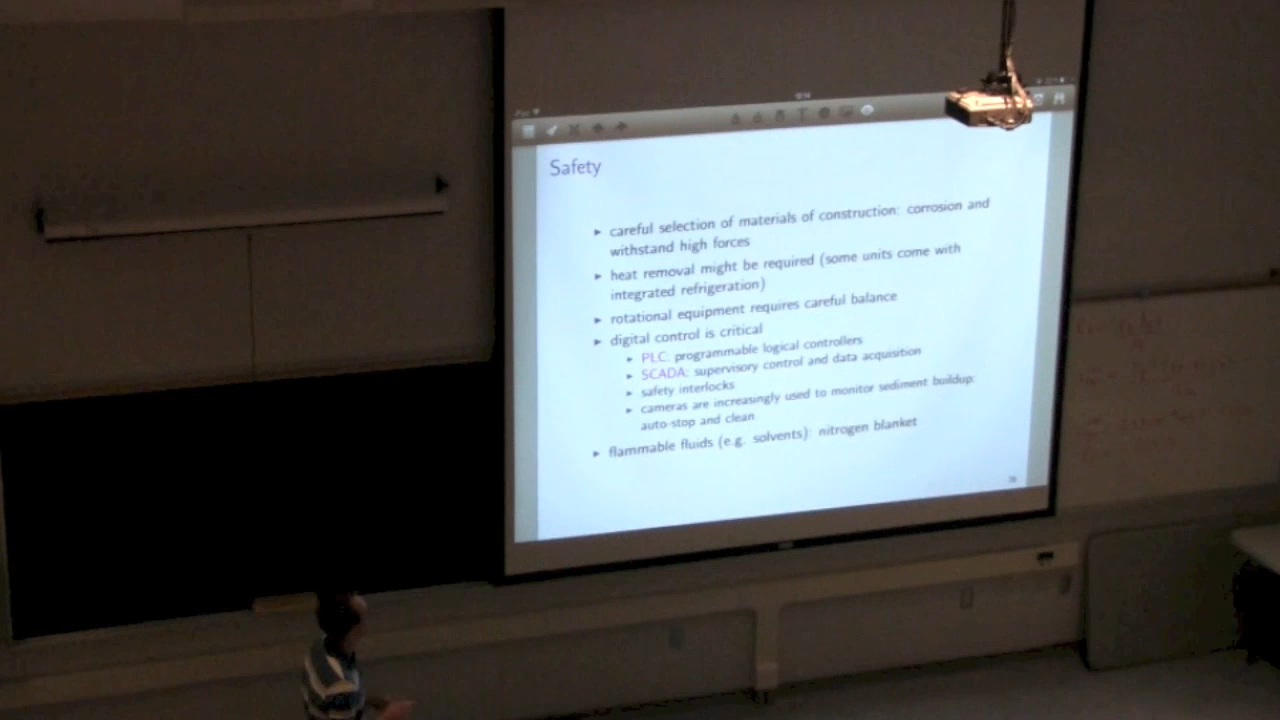 Safety
► careful selection of materials of construction: corrosion and
withstand high forces
► heat removal might be required (some units come with
integrated refrigeration)
► rotational equipment requires careful balance
► digital control is critical
► PLC: programmable logical controllers
► SCADA: supervisory control and data acquisition
► safety interlocks
► cameras are increasingly used to monitor sediment buildup:
auto-stop and clean
► flammable fluids (e.g. solvents): nitrogen blanket